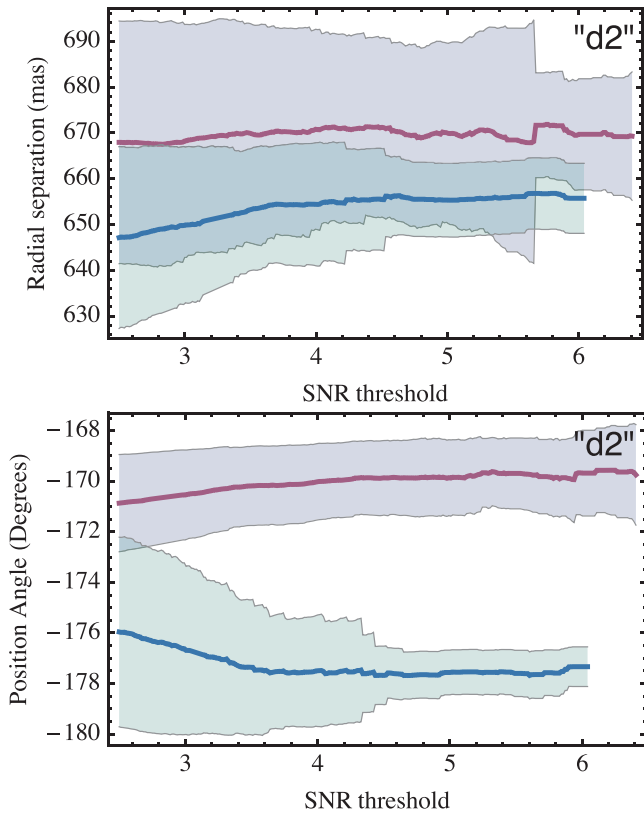 "d2"
Radial separation (mas)
690
680
670
660
650
640
630
3 4 5 6
SNR threshold
"d2"
Position Angle (Degrees)
−168
−170
−172
−174
−176
−178
−180
3 4 5 6
SNR threshold